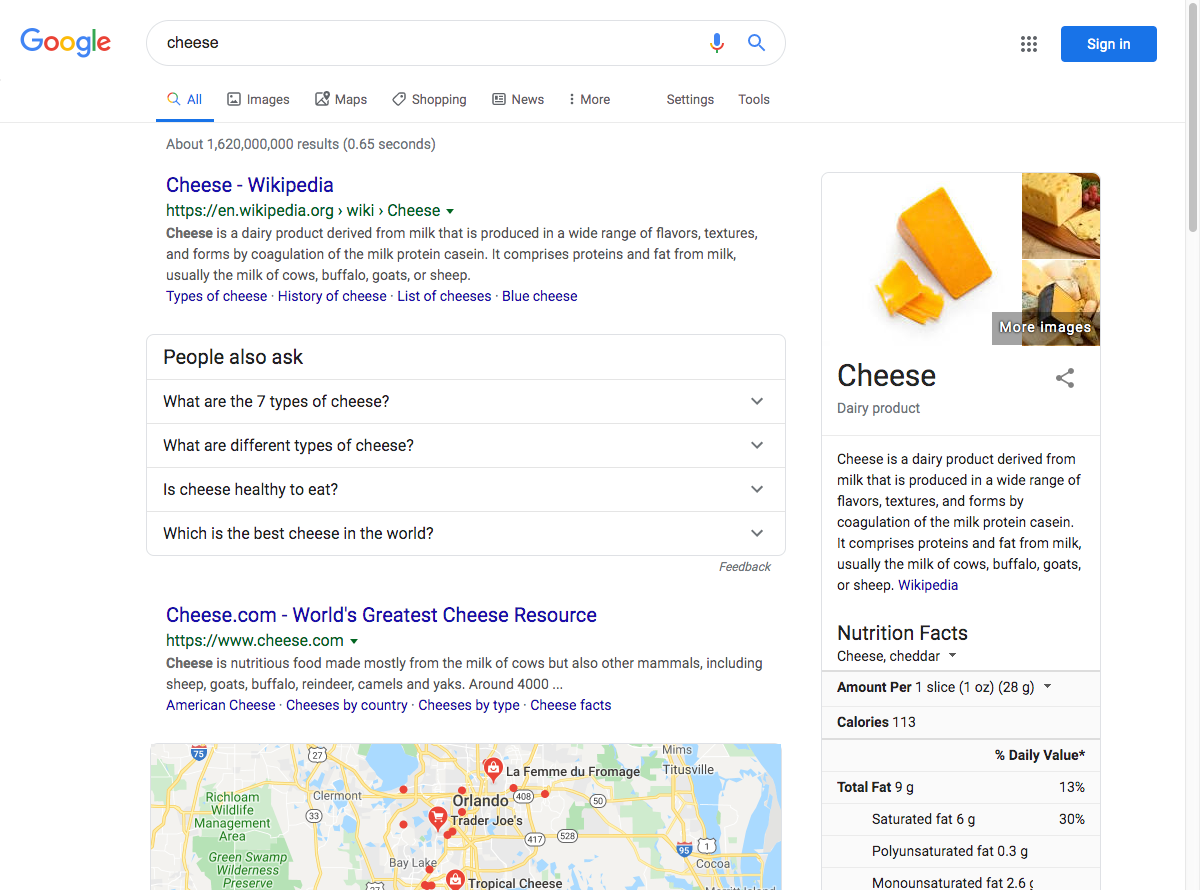 Google
cheese
Sign in
All
Images
Maps
Shopping
News
More
Settings
Tools
About 1,620,000,000 results (0.65 seconds)
Cheese - Wikipedia
https://en.wikipedia.org › wiki › Cheese
Cheese is a dairy product derived from milk that is produced in a wide range of flavors, textures,
and forms by coagulation of the milk protein casein. It comprises proteins and fat from milk,
usually the milk of cows, buffalo, goats, or sheep.
Types of cheese · History of cheese · List of cheeses · Blue cheese
People also ask
What are the 7 types of cheese?
What are different types of cheese?
Is cheese healthy to eat?
Which is the best cheese in the world?
Feedback
Cheese.com - World's Greatest Cheese Resource
https://www.cheese.com
Cheese is nutritious food made mostly from the milk of cows but also other mammals, including
sheep, goats, buffalo, reindeer, camels and yaks. Around 4000 ...
American Cheese · Cheeses by country · Cheeses by type · Cheese facts
75
27
Mims
La Femme du Fromage
Titusville
Clermont
Orlando
408
50
Richloam
Wildlife
Management
Area
33
Trader Joe's
417
528
95
1
Green Swamp
Wilderness
Preserve
Bay Lake
Cocoa
27
Tropical Cheese
Merritt Island
More images
Cheese
Dairy product
Cheese is a dairy product derived from
milk that is produced in a wide range of
flavors, textures, and forms by
coagulation of the milk protein casein.
It comprises proteins and fat from milk,
usually the milk of cows, buffalo, goats,
or sheep. Wikipedia
Nutrition Facts
Cheese, cheddar
Amount Per 1 slice (1 oz) (28 g)
Calories 113
% Daily Value*
Total Fat 9 g 13%
Saturated fat 6 g 30%
Polyunsaturated fat 0.3 g
Monounsaturated fat 2.6 g